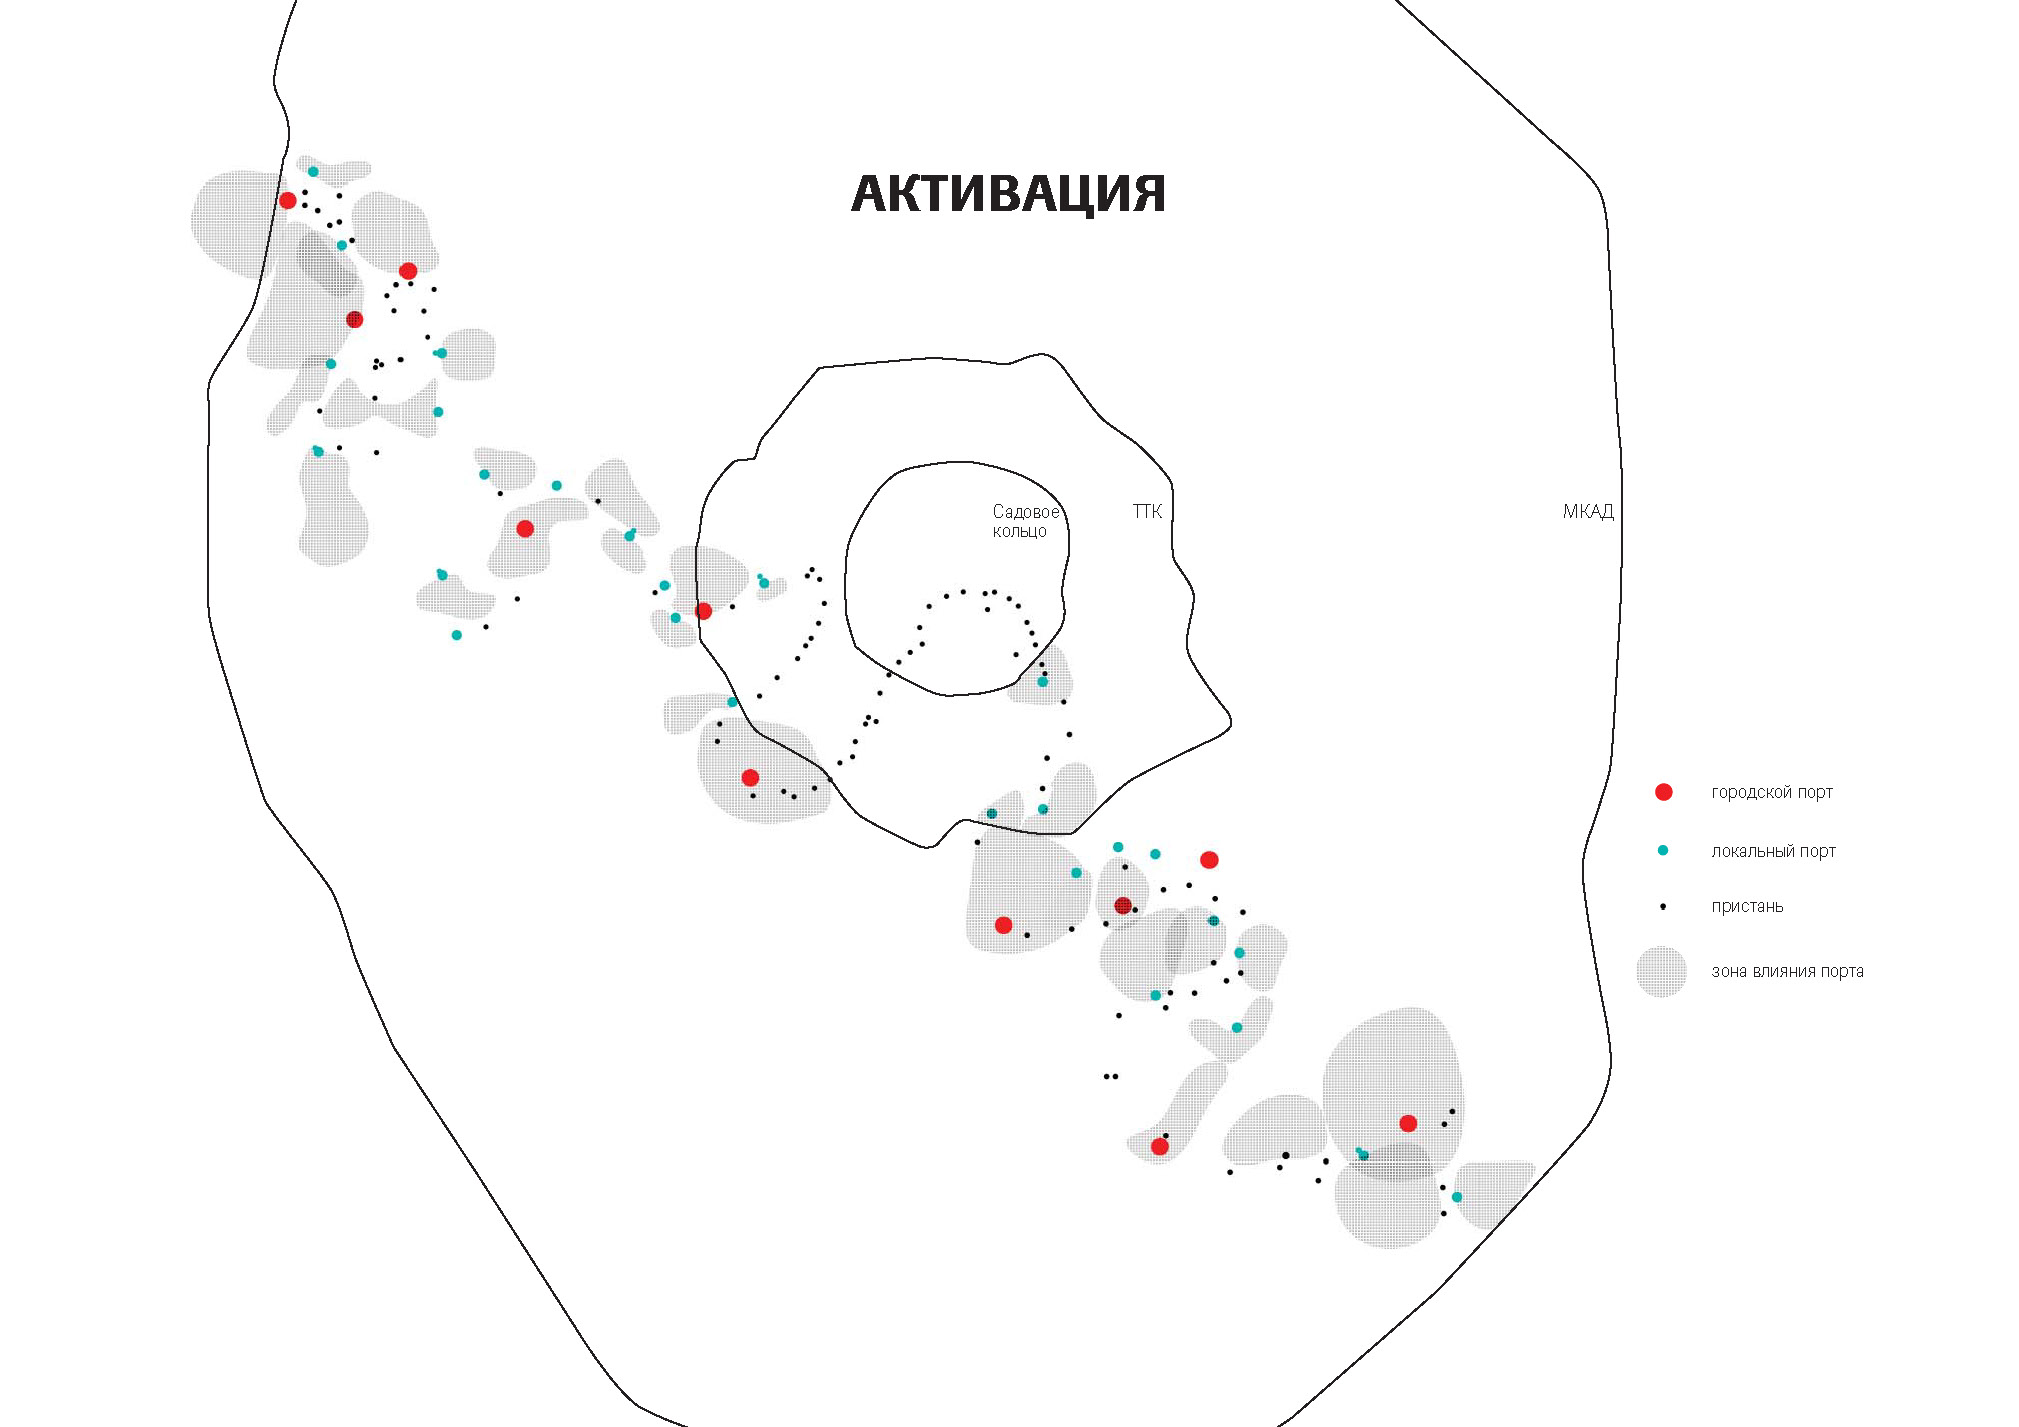 АКТИВАЦИЯ
Садовое
кольцо
ТТК
МКАД
городской порт
локальный порт
пристань
зона влияния порта